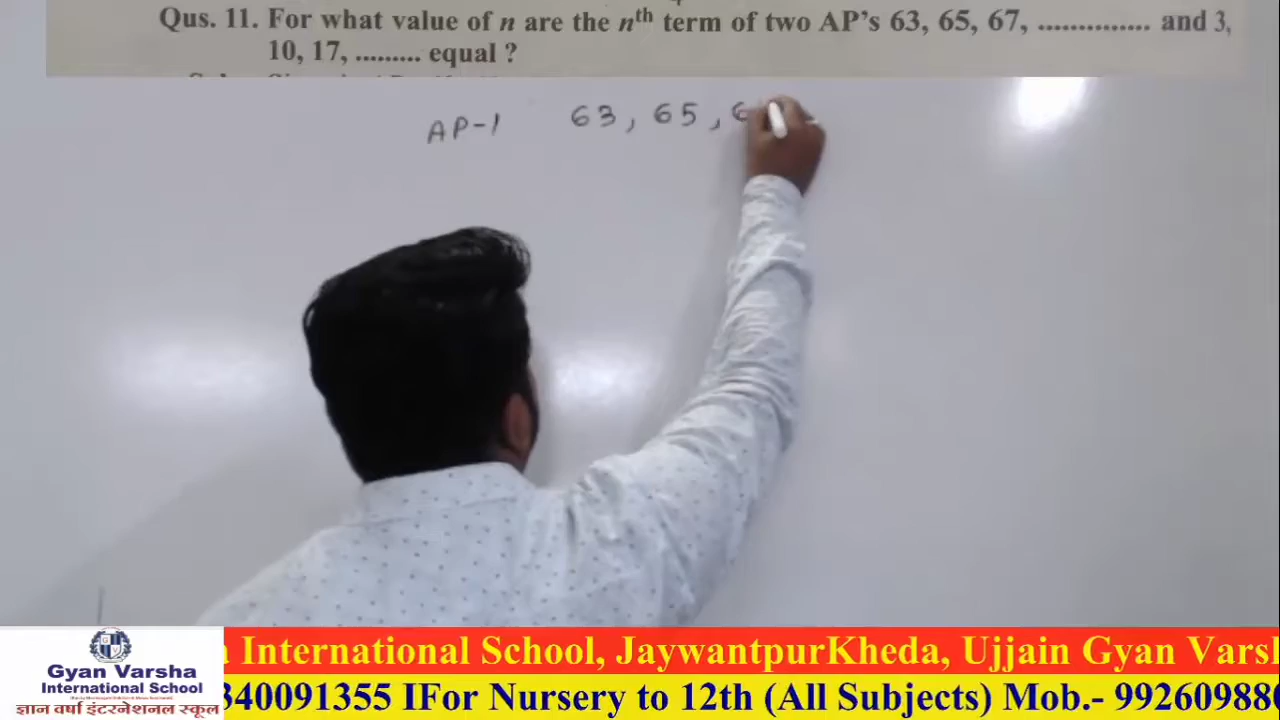 Qus. 11. For what value of n are the nth term of two AP's 63, 65, 67, .............. and 3,
10, 17, ......... equal ?
AP-1 63, 65, 6
International School, JaywantpurKheda, Ujjain Gyan Varsh
Gyan Varsha
International School
ज्ञान वर्षा इंटरनेशनल स्कूल
340091355 IFor Nursery to 12th (All Subjects) Mob.- 992609880